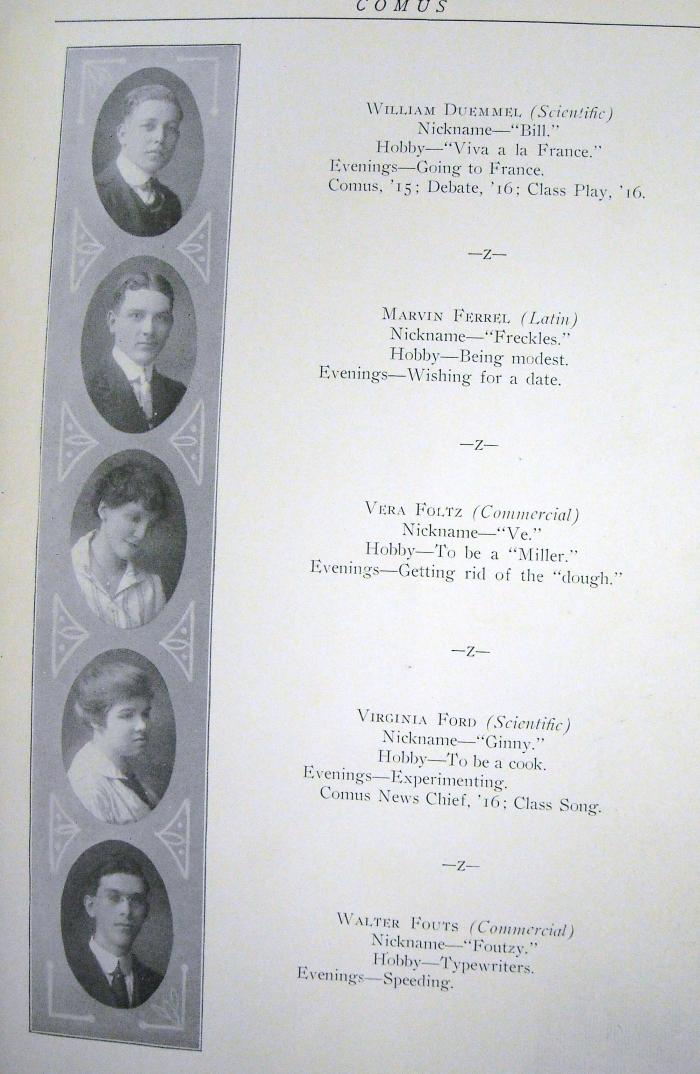 COMUS
WILLIAM DUEMMEL (Scientific)
Nickname—“Bill.”
Hobby—“Viva a la France.”
Evenings—Going to France.
Comus, ’15; Debate, ’16; Class Play, ’16.
—Z—
MARVIN FERREL (Latin)
Nickname—“Freckles.”
Hobby—Being modest.
Evenings—Wishing for a date.
—Z—
VERA FOLTZ (Commercial)
Nickname—“Ve.”
Hobby—To be a “Miller.”
Evenings—Getting rid of the “dough.”
—Z—
VIRGINIA FORD (Scientific)
Nickname—“Ginny.”
Hobby—To be a cook.
Evenings—Experimenting.
Comus News Chief, ’16; Class Song.
—Z—
WALTER FOUTS (Commercial)
Nickname—“Foutzy.”
Hobby—Typewriters.
Evenings—Speeding.